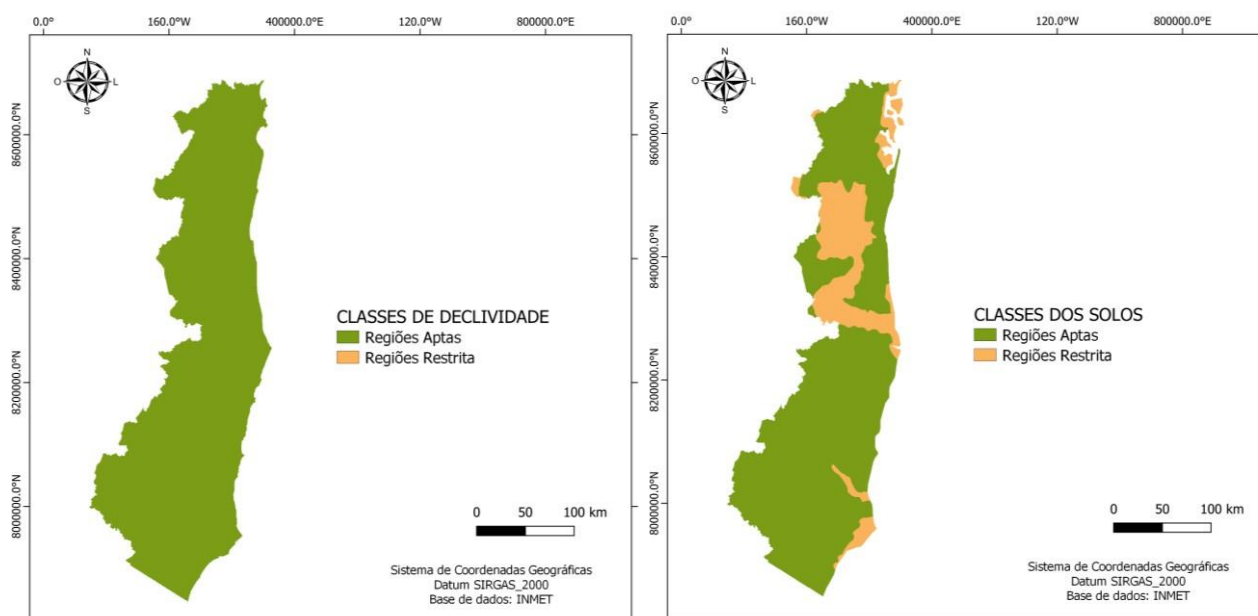 0.0° 160.0°W 400000.0° 120.0°W 800000.0°
N
O L
S
8600000.0°N
8400000.0°N
8200000.0°N
8000000.0°N
CLASSES DE DECLIVIDADE
Regiões Aptas
Regiões Restrita
0 50 100 km
Sistema de Coordenadas Geográficas
Datum SIRGAS_2000
Base de dados: INMET
0.0° 160.0°W 400000.0° 120.0°W 800000.0°
N
O L
S
8600000.0°N
8400000.0°N
8200000.0°N
8000000.0°N
CLASSES DOS SOLOS
Regiões Aptas
Regiões Restrita
0 50 100 km
Sistema de Coordenadas Geográficas
Datum SIRGAS_2000
Base de dados: INMET